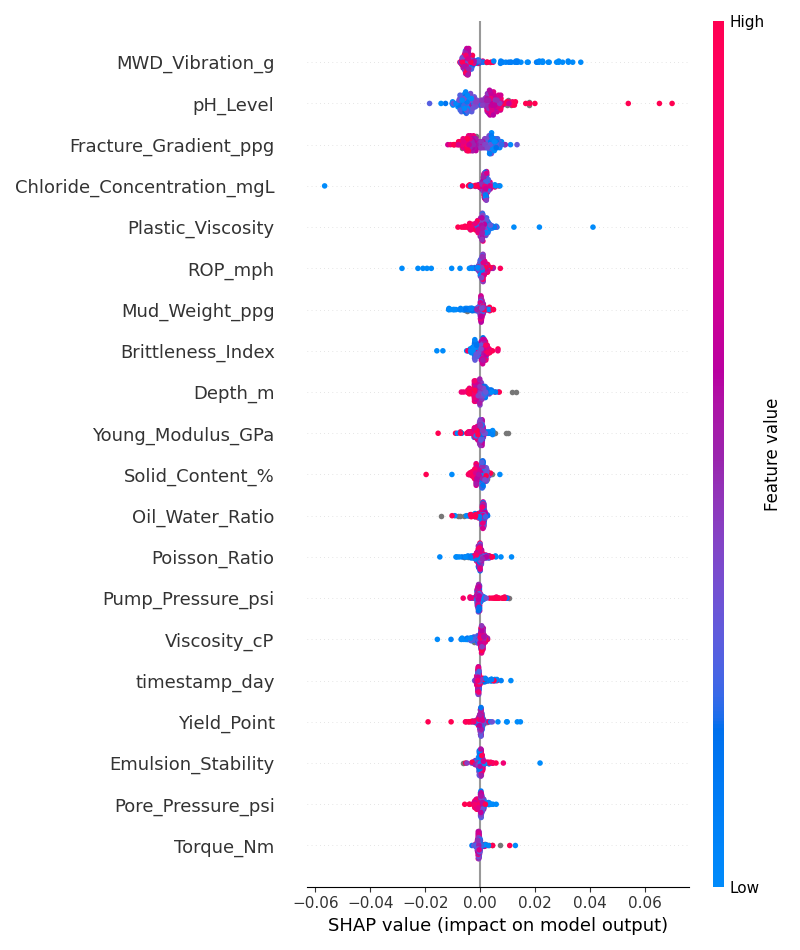 High
MWD_Vibration_g
pH_Level
Fracture_Gradient_ppg
Chloride_Concentration_mgL
Plastic_Viscosity
ROP_mph
Mud_Weight_ppg
Brittleness_Index
Depth_m
Young_Modulus_GPa
Solid_Content_%
Oil_Water_Ratio
Poisson_Ratio
Pump_Pressure_psi
Viscosity_cP
timestamp_day
Yield_Point
Emulsion_Stability
Pore_Pressure_psi
Torque_Nm
Feature value
Low
−0.06 −0.04 −0.02 0.00 0.02 0.04 0.06
SHAP value (impact on model output)